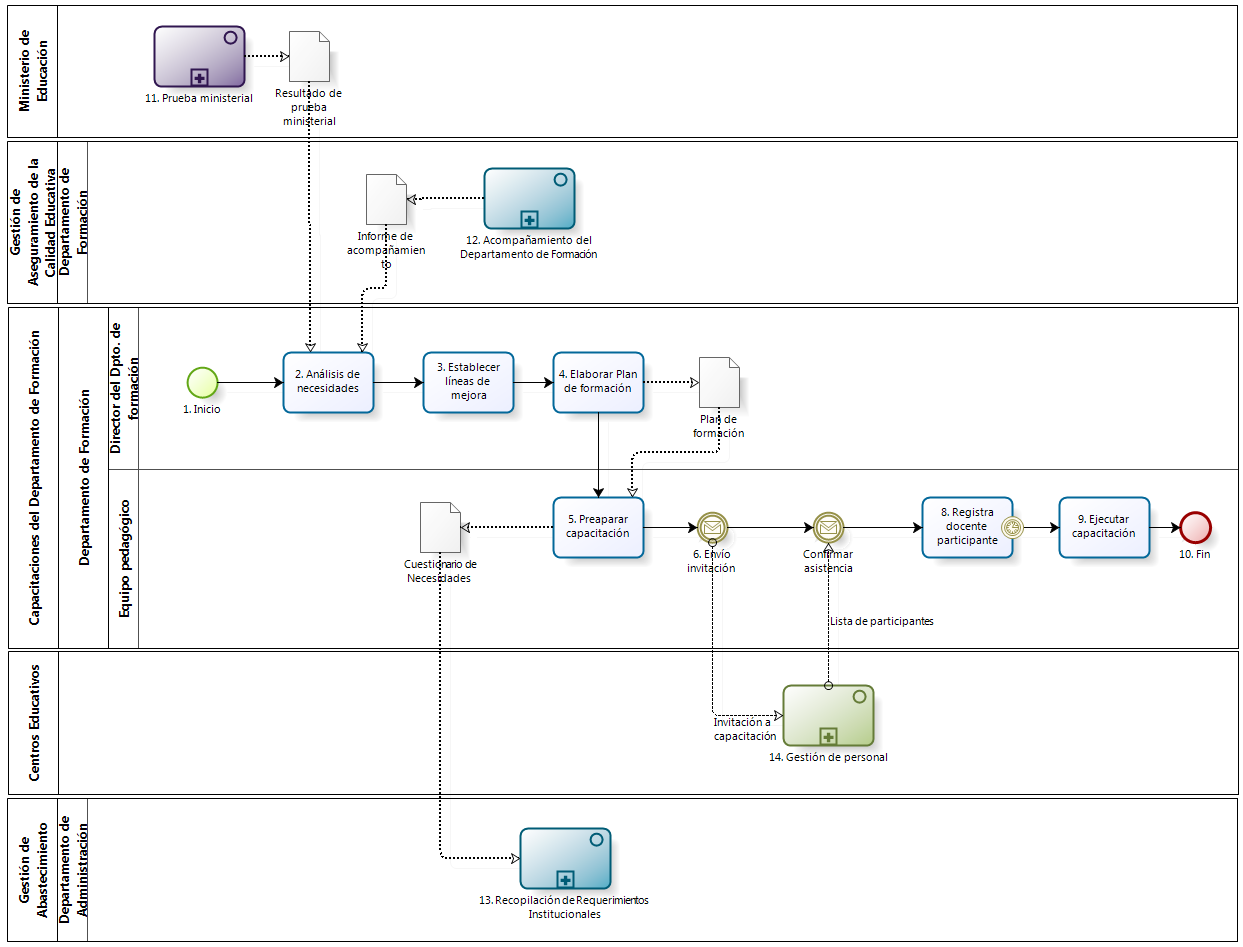 Ministerio de
Educación
11. Prueba ministerial
Resultado de
prueba
ministerial
Gestión de
Aseguramiento de la
Calidad Educativa
Departamento de
Formación
Informe de
acompañamien
to
12. Acompañamiento del
Departamento de Formación
Capacitaciones del Departamento de Formación
Departamento de Formación
Director del Dpto. de
formación
1. Inicio
2. Análisis de
necesidades
3. Establecer
líneas de
mejora
4. Elaborar Plan
de formación
Plan de
formación
Equipo pedagógico
Cuestionario de
Necesidades
5. Preaparar
capacitación
6. Envío
invitación
Confirmar
asistencia
8. Registra
docente
participante
9. Ejecutar
capacitación
10. Fin
Lista de participantes
Centros Educativos
Invitación a
capacitación
14. Gestión de personal
Gestión de
Abastecimiento
Departamento de
Administración
13. Recopilación de Requerimientos
Institucionales